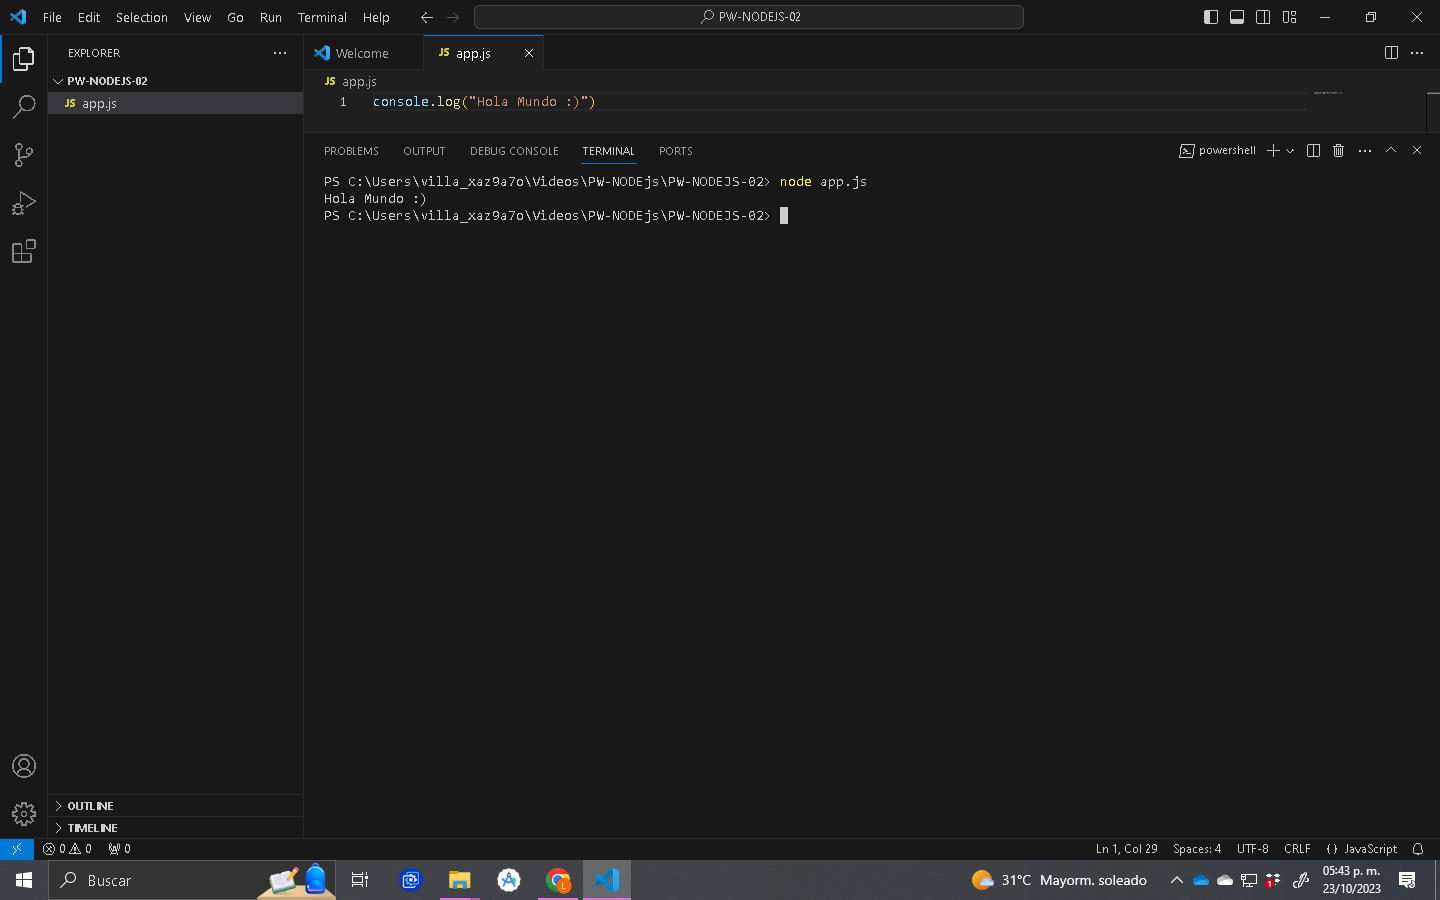 File Edit Selection View Go Run Terminal Help
PW-NODEJS-02
EXPLORER
PW-NODEJS-02
JS app.js
OUTLINE
TIMELINE
Welcome
JS app.js
JS app.js
1 console.log("Hola Mundo :)")
PROBLEMS OUTPUT DEBUG CONSOLE TERMINAL PORTS
powershell
PS C:\Users\villa_xaz9a7o\Videos\PW-NODEjs\PW-NODEJS-02> node app.js
Hola Mundo :)
PS C:\Users\villa_xaz9a7o\Videos\PW-NODEjs\PW-NODEJS-02>
0 0 0
Ln 1, Col 29 Spaces: 4 UTF-8 CRLF {} JavaScript
Buscar
L
31°C Mayorm. soleado
1
05:43 p. m.
23/10/2023